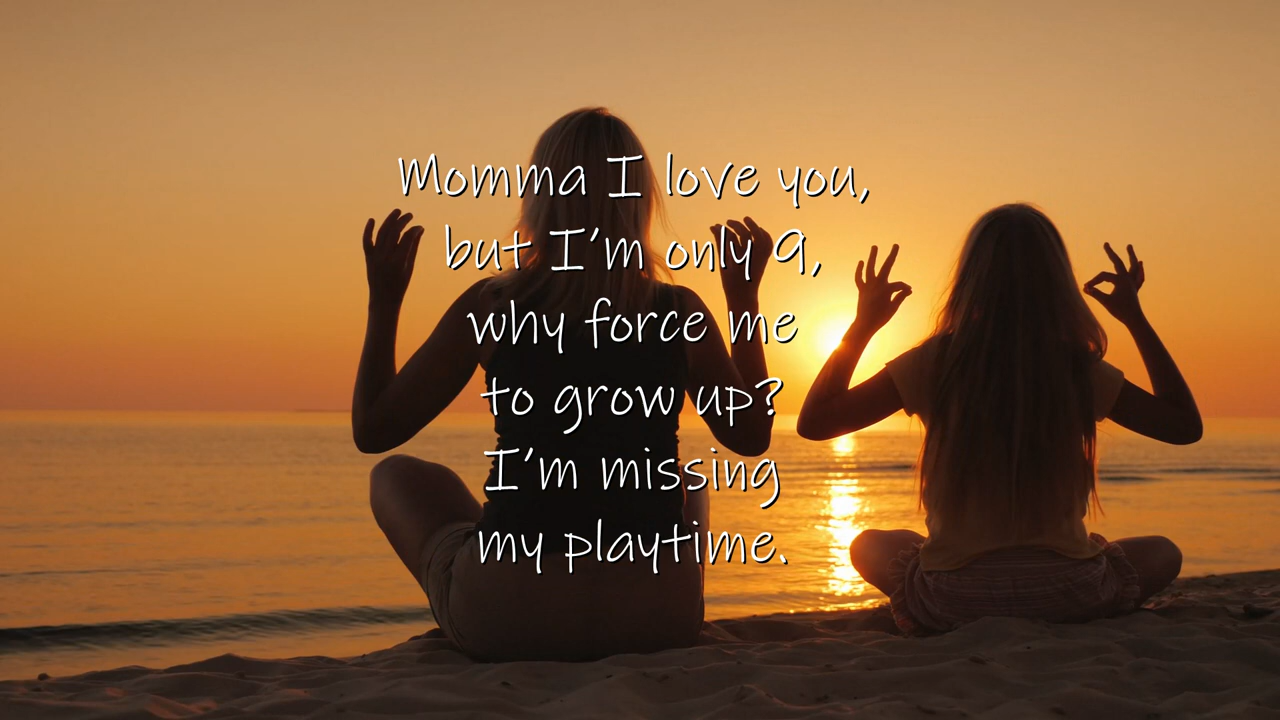 Momma I love you,
but I'm only 9,
why force me
to grow up?
I'm missing
my playtime.